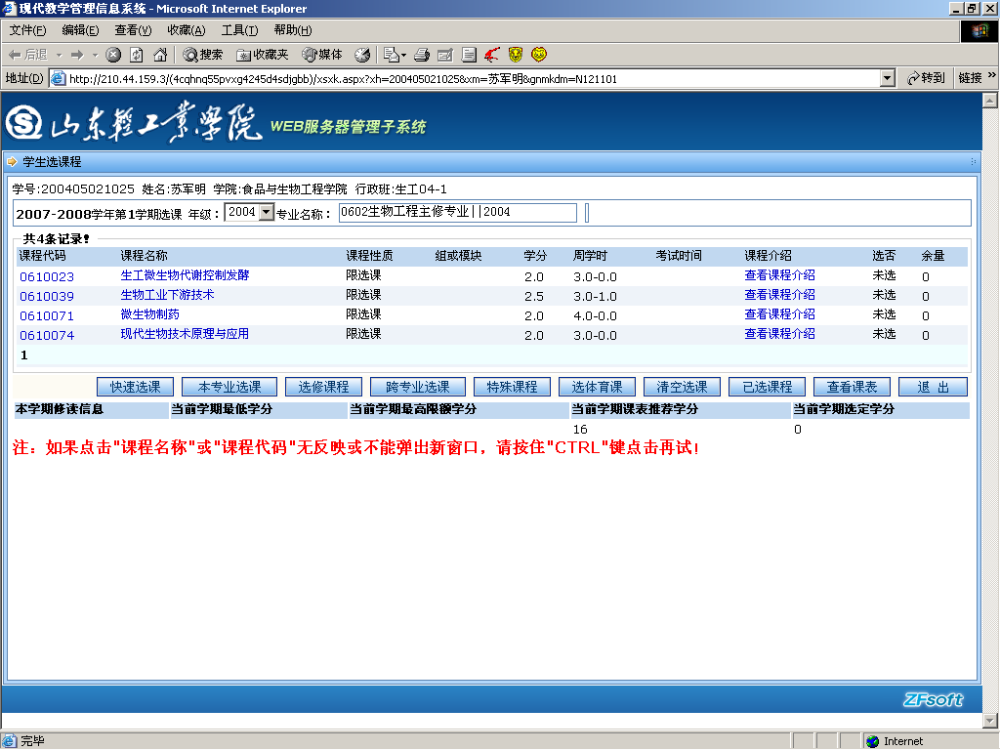 现代教学管理信息系统 - Microsoft Internet Explorer
文件(F) 编辑(E) 查看(V) 收藏(A) 工具(T) 帮助(H)
后退 搜索 收藏夹 媒体
地址(D) http://210.44.159.3/(4cqhnq55pvxg4245d4sdjgbb)/xsxk.aspx?xh=200405021025&xm=苏军明&gnmkdm=N121101 转到 链接 »
山东轻工业学院 WEB服务器管理子系统
学生选课程
学号:200405021025 姓名:苏军明 学院:食品与生物工程学院 行政班:生工04-1
2007-2008学年第1学期选课 年级： 2004 专业名称： 0602生物工程主修专业||2004
共4条记录!
课程代码 课程名称 课程性质 组或模块 学分 周学时 考试时间 课程介绍 选否 余量
0610023 生工微生物代谢控制发酵 限选课 2.0 3.0-0.0 查看课程介绍 未选 0
0610039 生物工业下游技术 限选课 2.5 3.0-1.0 查看课程介绍 未选 0
0610071 微生物制药 限选课 2.0 4.0-0.0 查看课程介绍 未选 0
0610074 现代生物技术原理与应用 限选课 2.0 3.0-0.0 查看课程介绍 未选 0
1
快速选课 本专业选课 选修课程 跨专业选课 特殊课程 选体育课 清空选课 已选课程 查看课表 退 出
本学期修读信息 当前学期最低学分 当前学期最高限额学分 当前学期课表推荐学分 当前学期选定学分
16 0
注：如果点击"课程名称"或"课程代码"无反映或不能弹出新窗口，请按住"CTRL"键点击再试!
ZFsoft
完毕 Internet